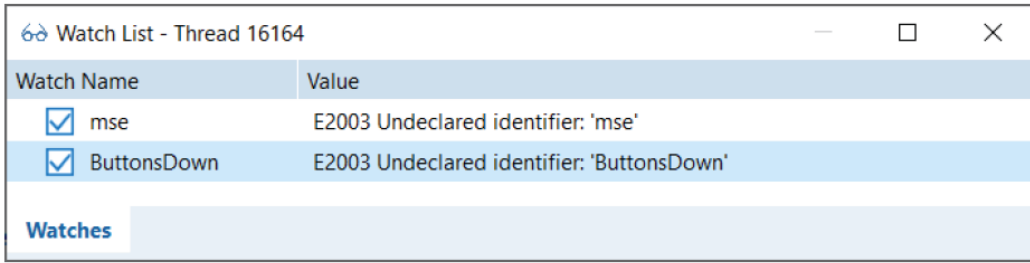 Watch List - Thread 16164
Watch Name Value
mse E2003 Undeclared identifier: 'mse'
ButtonsDown E2003 Undeclared identifier: 'ButtonsDown'
Watches